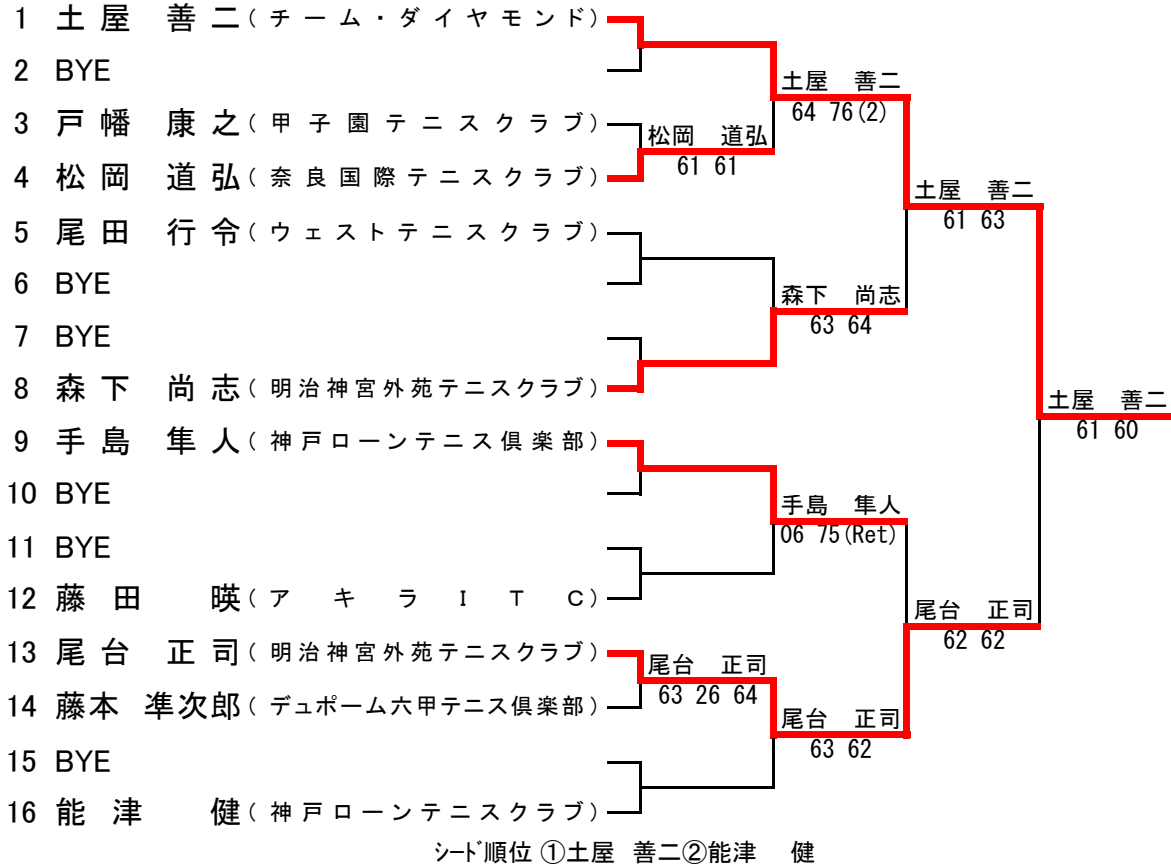 1 土屋 善二(チーム・ダイヤモンド)
2 BYE
土屋 善二
64 76(2)
3 戸幡 康之(甲子園テニスクラブ)
松岡 道弘
61 61
4 松岡 道弘(奈良国際テニスクラブ)
土屋 善二
61 63
5 尾田 行令(ウェストテニスクラブ)
6 BYE
森下 尚志
63 64
7 BYE
8 森下 尚志(明治神宮外苑テニスクラブ)
土屋 善二
61 60
9 手島 隼人(神戸ローンテニス倶楽部)
10 BYE
手島 隼人
06 75(Ret)
11 BYE
12 藤田 暎(アキラITC)
尾台 正司
62 62
13 尾台 正司(明治神宮外苑テニスクラブ)
尾台 正司
63 26 64
14 藤本 準次郎(デュポーム六甲テニス倶楽部)
尾台 正司
63 62
15 BYE
16 能津 健(神戸ローンテニスクラブ)
シード順位 ①土屋 善二②能津 健